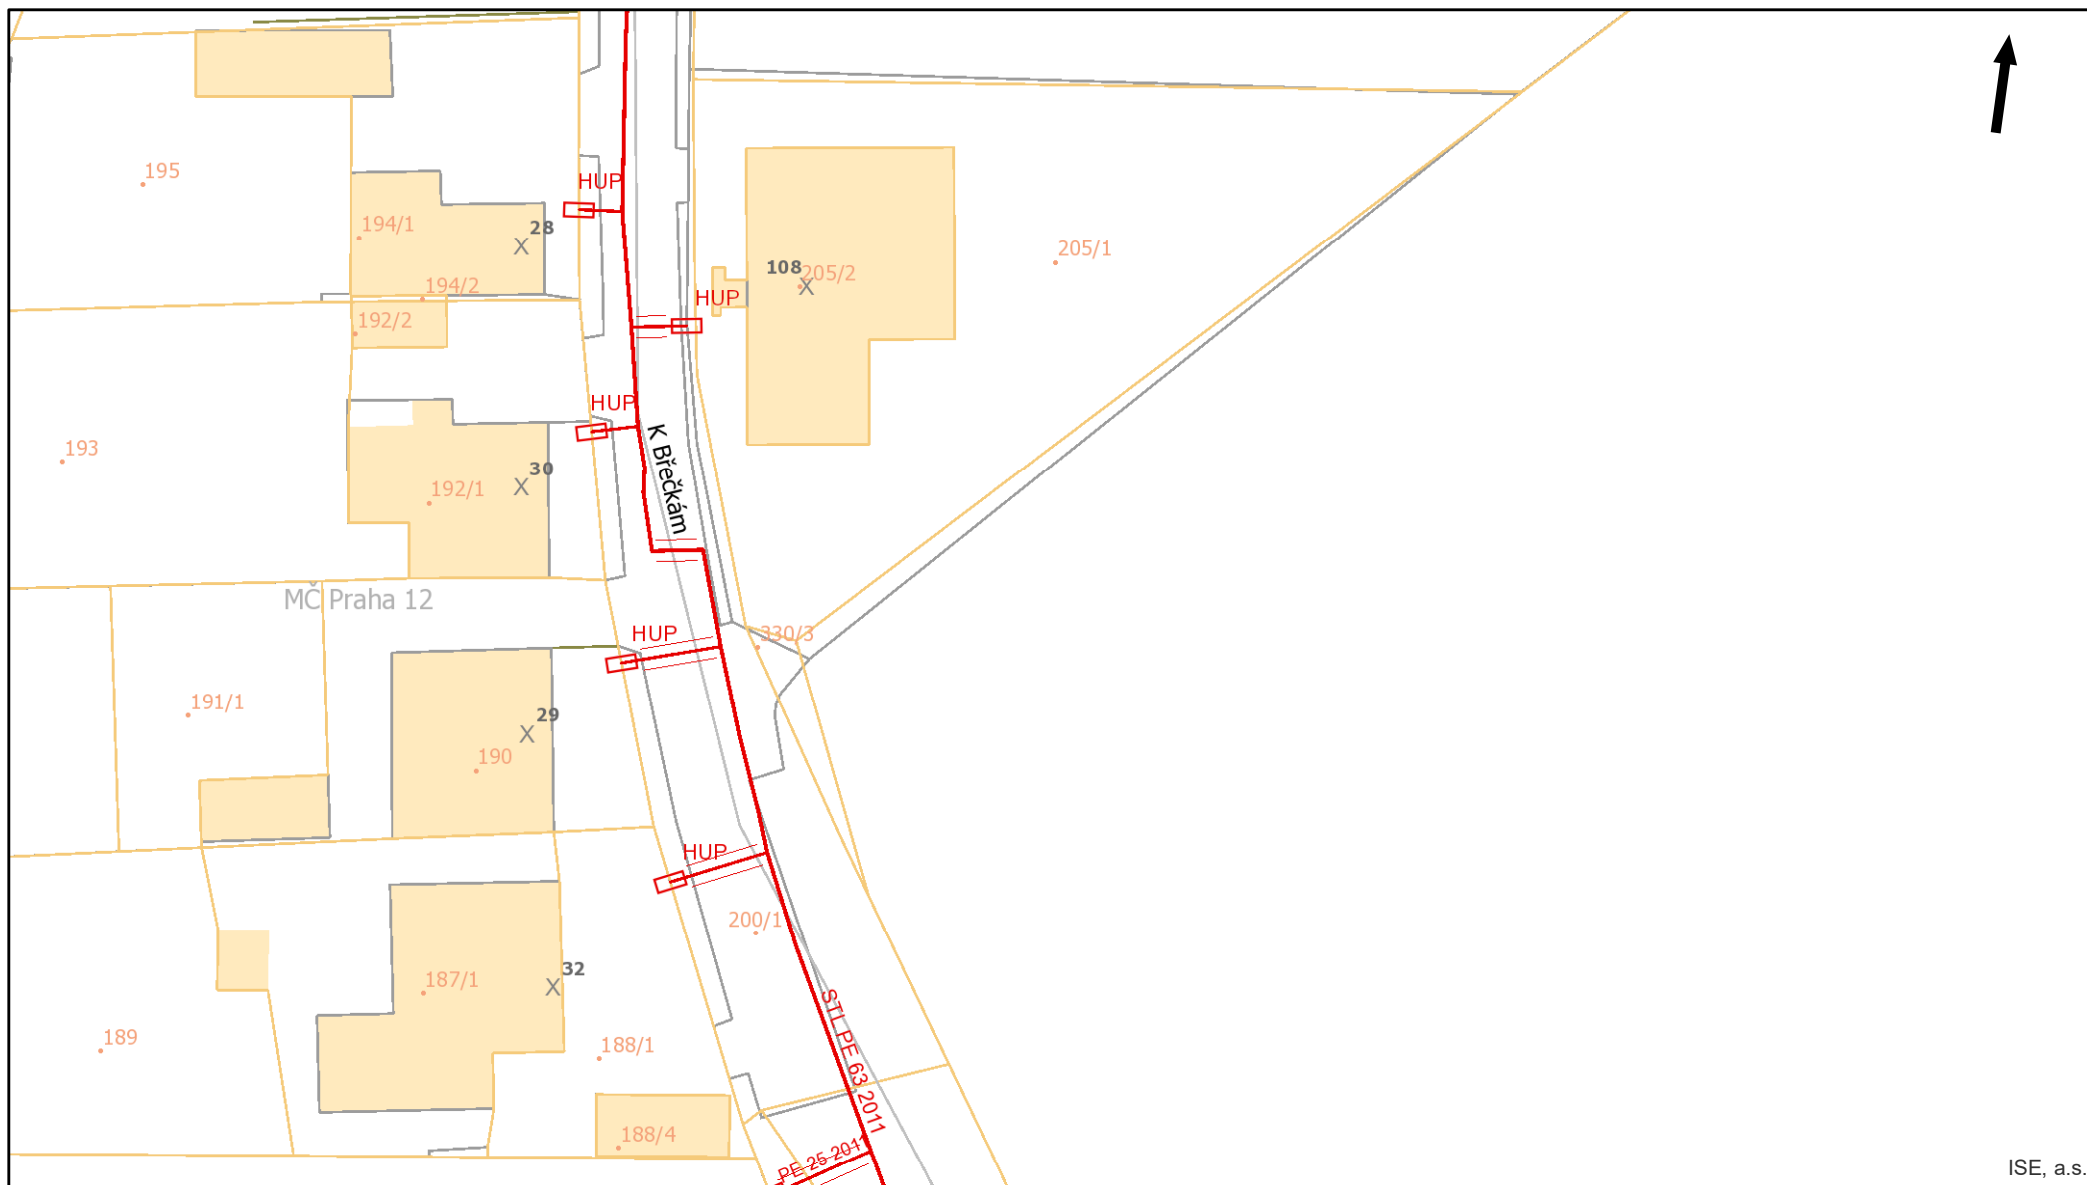 195
HUP
194/1
28
205/1
108
205/2
194/2
HUP
192/2
HUP
193
30
192/1
K Břečkám
MČ Praha 12
HUP
330/3
191/1
29
190
HUP
200/1
32
187/1
189
188/1
STL PE 63 2011
188/4
PE 25 2011
ISE, a.s.